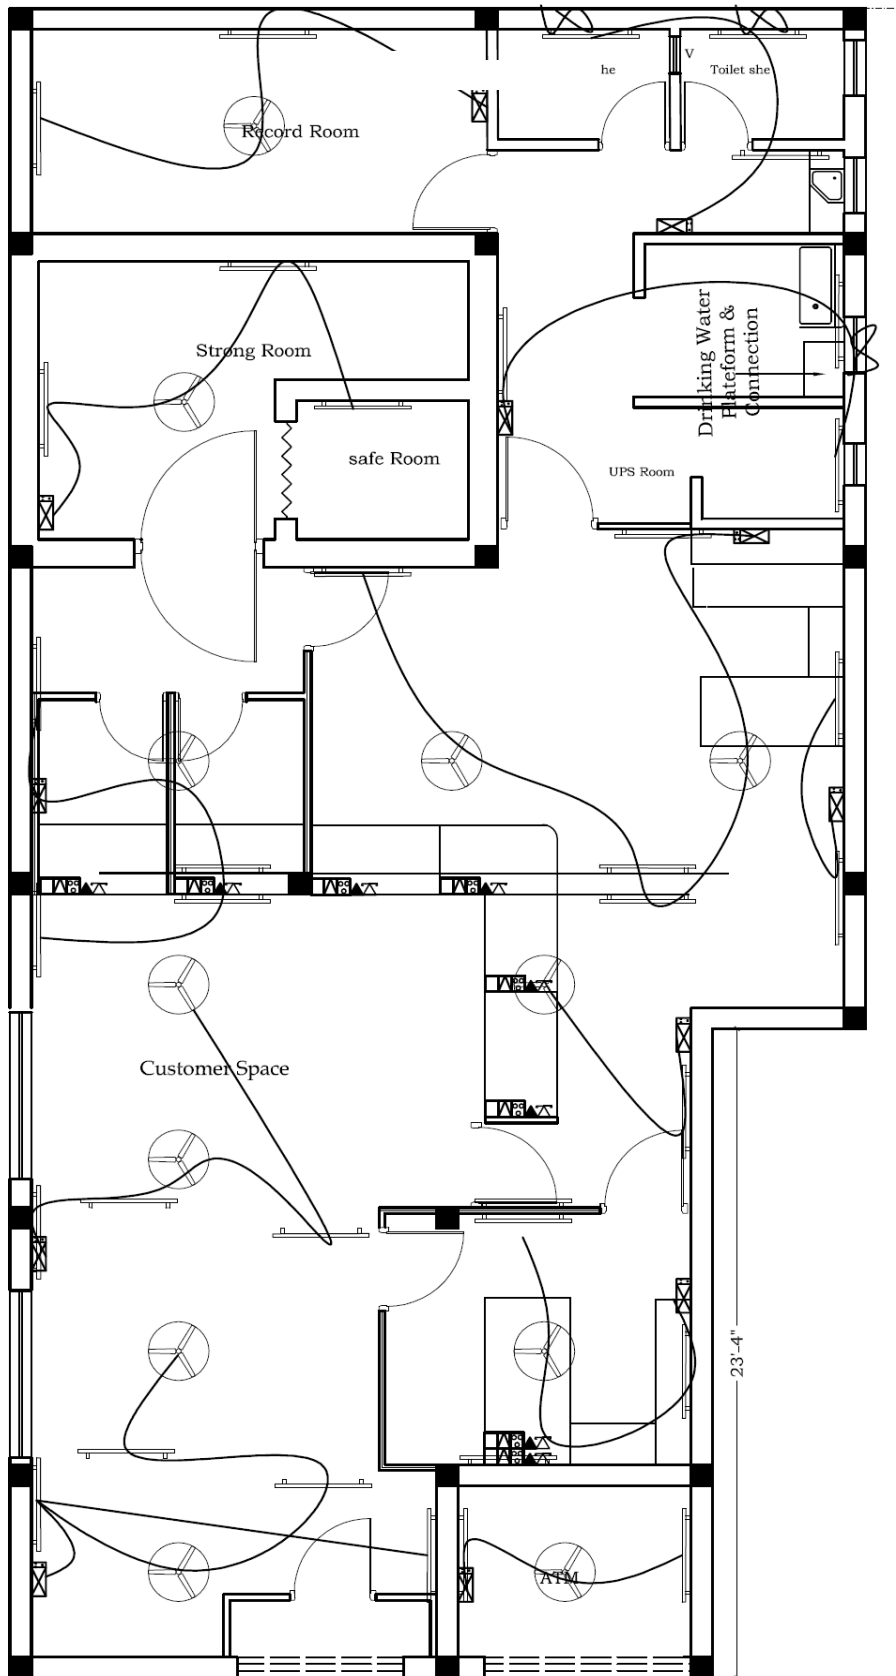 he
V
Toilet she
Record Room
Strong Room
Drinking Water
Plateform &
Connection
safe Room
UPS Room
Customer Space
23'-4"
ATM